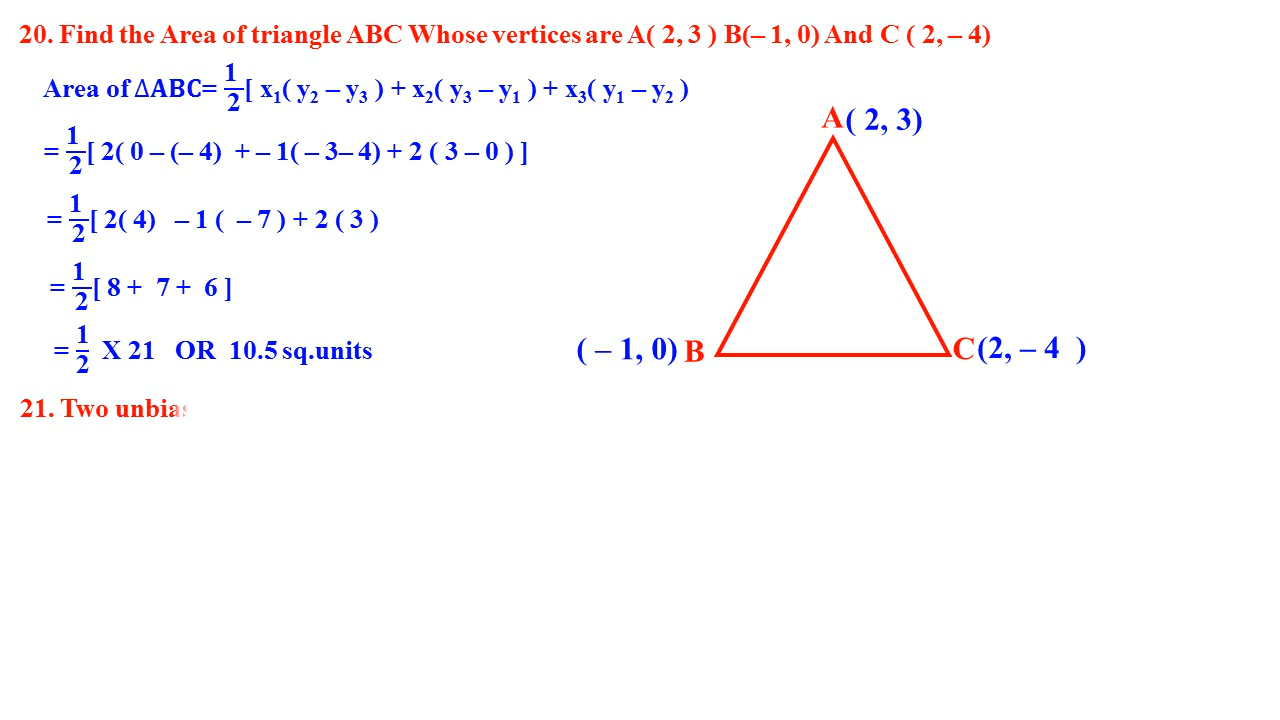 20. Find the Area of triangle ABC Whose vertices are A( 2, 3 ) B(– 1, 0) And C ( 2, – 4)
Area of ∆ABC= 1/2[ x₁( y₂ – y₃ ) + x₂( y₃ – y₁ ) + x₃( y₁ – y₂ )
A ( 2, 3)
= 1/2[ 2( 0 – (– 4) + – 1( – 3– 4) + 2 ( 3 – 0 ) ]
= 1/2[ 2( 4) – 1 ( – 7 ) + 2 ( 3 )
= 1/2[ 8 + 7 + 6 ]
= 1/2 X 21 OR 10.5 sq.units
( – 1, 0) B
C (2, – 4 )
21. Two